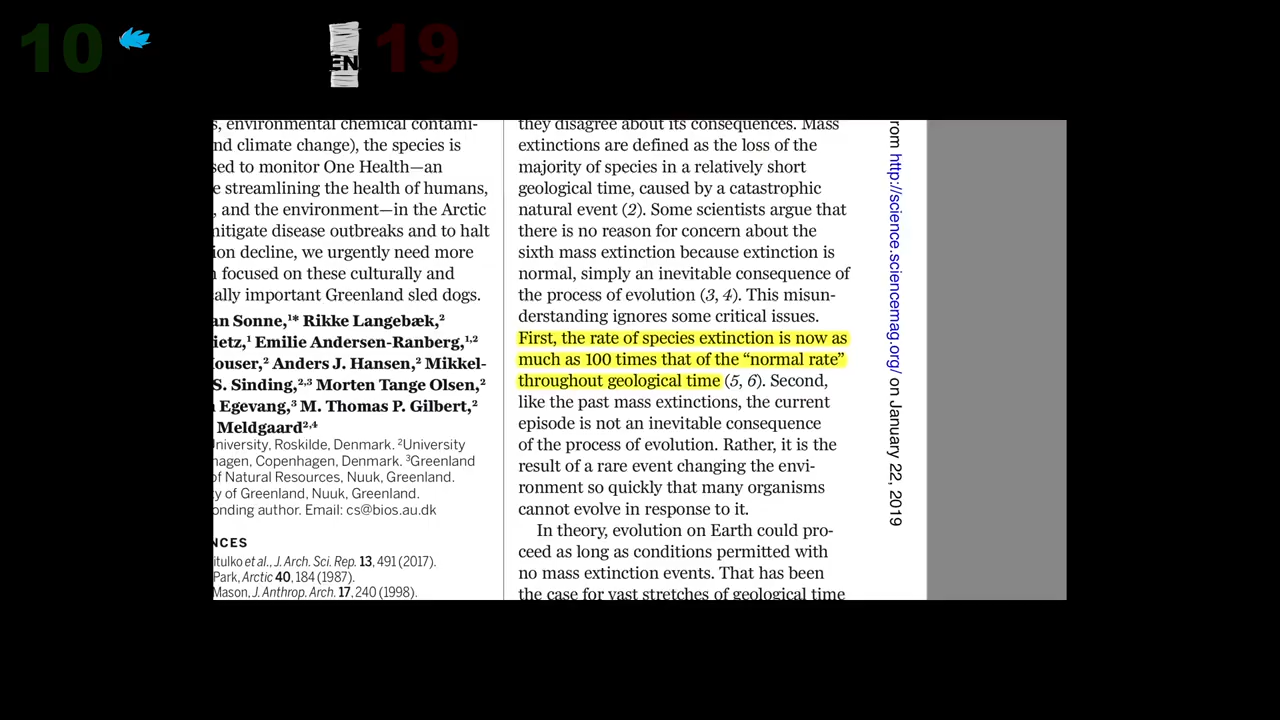 10
EN
19
s, environmental chemical contami-
nd climate change), the species is
sed to monitor One Health—an
e streamlining the health of humans,
, and the environment—in the Arctic
mitigate disease outbreaks and to halt
ion decline, we urgently need more
focused on these culturally and
ally important Greenland sled dogs.
an Sonne,¹* Rikke Langebæk,²
ietz,¹ Emilie Andersen-Ranberg,¹,²
ouser,² Anders J. Hansen,² Mikkel-
S. Sinding,²,³ Morten Tange Olsen,²
Egevang,³ M. Thomas P. Gilbert,²
Meldgaard²,⁴
niversity, Roskilde, Denmark. ²University
hagen, Copenhagen, Denmark. ³Greenland
of Natural Resources, Nuuk, Greenland.
ty of Greenland, Nuuk, Greenland.
onding author. Email: cs@bios.au.dk
NCES
itulko et al., J. Arch. Sci. Rep. 13, 491 (2017).
Park, Arctic 40, 184 (1987).
Mason, J. Anthrop. Arch. 17, 240 (1998).
they disagree about its consequences. Mass
extinctions are defined as the loss of the
majority of species in a relatively short
geological time, caused by a catastrophic
natural event (2). Some scientists argue that
there is no reason for concern about the
sixth mass extinction because extinction is
normal, simply an inevitable consequence of
the process of evolution (3, 4). This misun-
derstanding ignores some critical issues.
First, the rate of species extinction is now as
much as 100 times that of the “normal rate”
throughout geological time (5, 6). Second,
like the past mass extinctions, the current
episode is not an inevitable consequence
of the process of evolution. Rather, it is the
result of a rare event changing the envi-
ronment so quickly that many organisms
cannot evolve in response to it.
In theory, evolution on Earth could pro-
ceed as long as conditions permitted with
no mass extinction events. That has been
the case for vast stretches of geological time
rom http://science.sciencemag.org/ on January 22, 2019